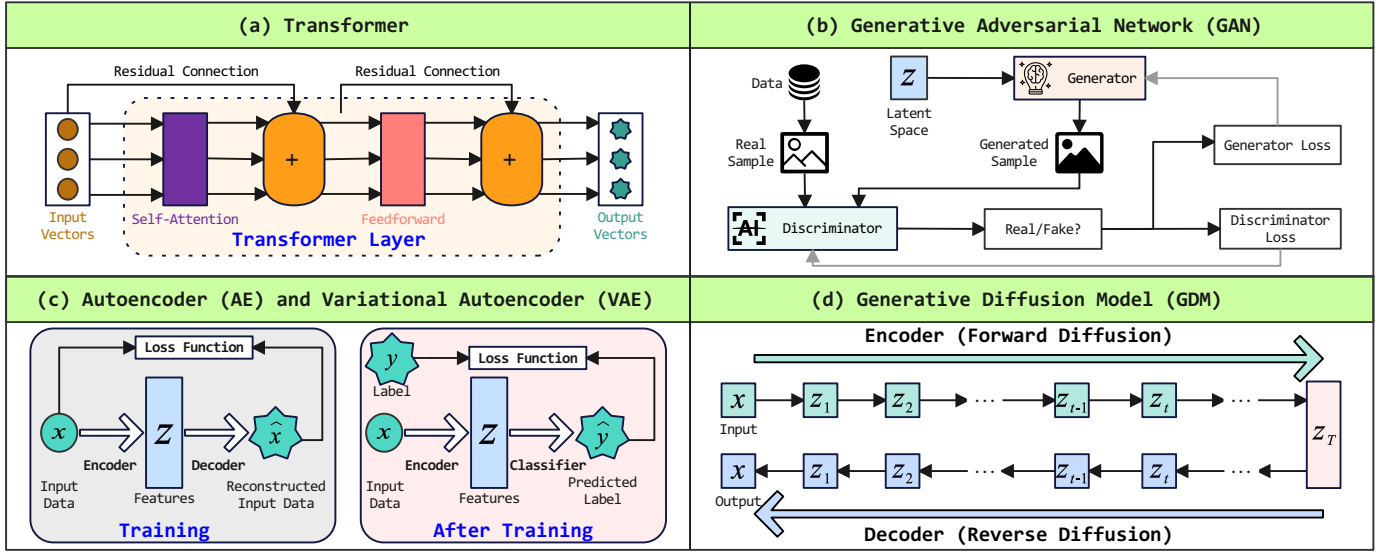 (a) Transformer
Residual Connection
Residual Connection
+
+
Input
Vectors
Self-Attention
Feedforward
Output
Vectors
Transformer Layer
(b) Generative Adversarial Network (GAN)
Data
z
Latent
Space
Generator
Real
Sample
Generated
Sample
Generator Loss
AI
Discriminator
Real/Fake?
Discriminator
Loss
(c) Autoencoder (AE) and Variational Autoencoder (VAE)
Loss Function
x
z
x̂
Encoder
Decoder
Input
Data
Features
Reconstructed
Input Data
Training
y
Loss Function
Label
x
z
ŷ
Encoder
Classifier
Input
Data
Features
Predicted
Label
After Training
(d) Generative Diffusion Model (GDM)
Encoder (Forward Diffusion)
x z₁ z₂ ... zₜ₋₁ zₜ ...
Input
z_T
x z₁ z₂ ... zₜ₋₁ zₜ ...
Output
Decoder (Reverse Diffusion)